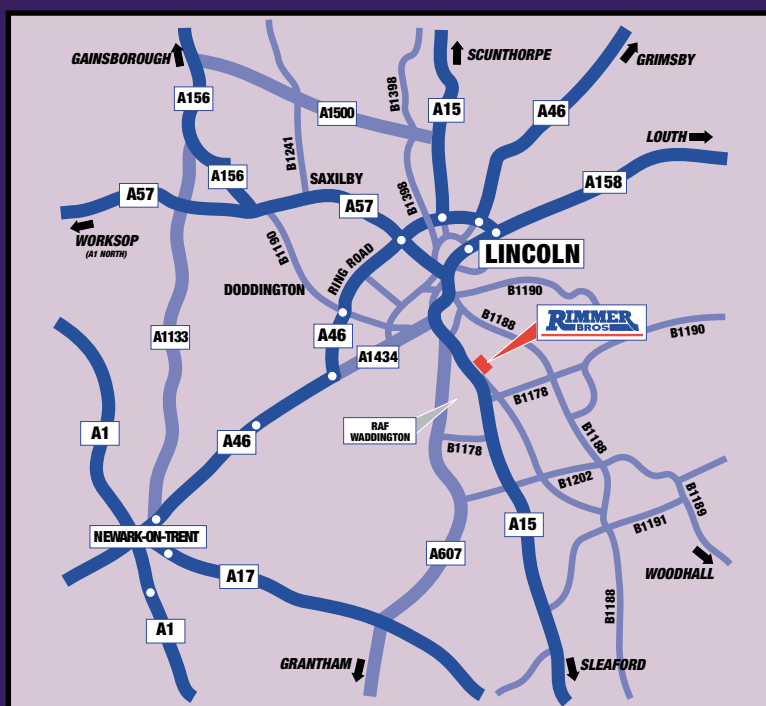 GAINSBOROUGH
SCUNTHORPE
GRIMSBY
A156
A1500
B1398
A15
A46
LOUTH
B1241
A156
SAXILBY
A57
A57
B1398
A158
WORKSOP
(A1 NORTH)
B1190
RING ROAD
LINCOLN
DODDINGTON
B1190
B1188
RIMMER
BROS
B1190
A1133
A46
A1434
B1178
A1
A46
RAF
WADDINGTON
B1178
B1188
B1202
B1189
NEWARK-ON-TRENT
A15
B1191
A607
A17
WOODHALL
B1188
A1
GRANTHAM
SLEAFORD